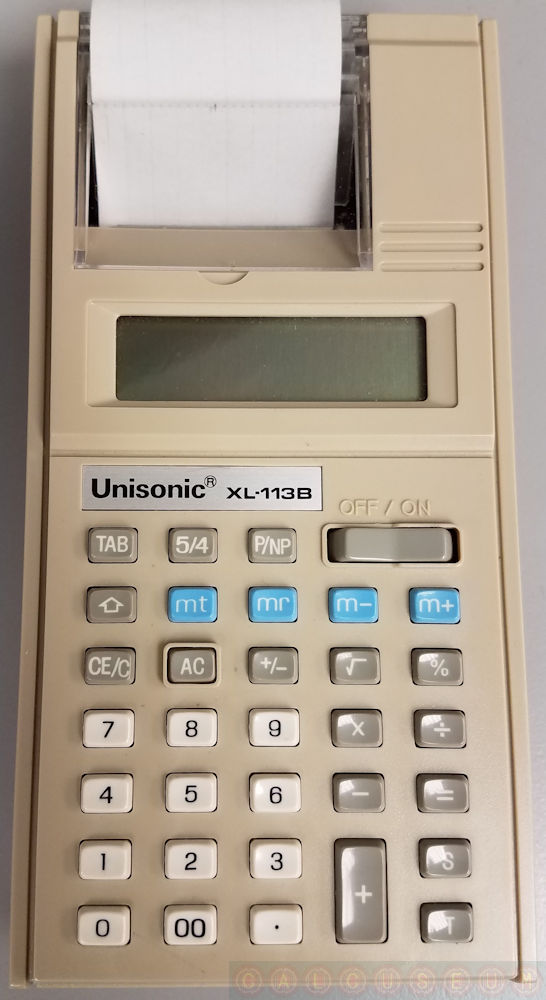 Unisonic® XL-113B
OFF / ON
TAB 5/4 P/NP
mt mr m- m+
CE/C AC +/- √ %
7 8 9 × ÷
4 5 6 - =
1 2 3 + S
0 00 . T
CALCUSEUM